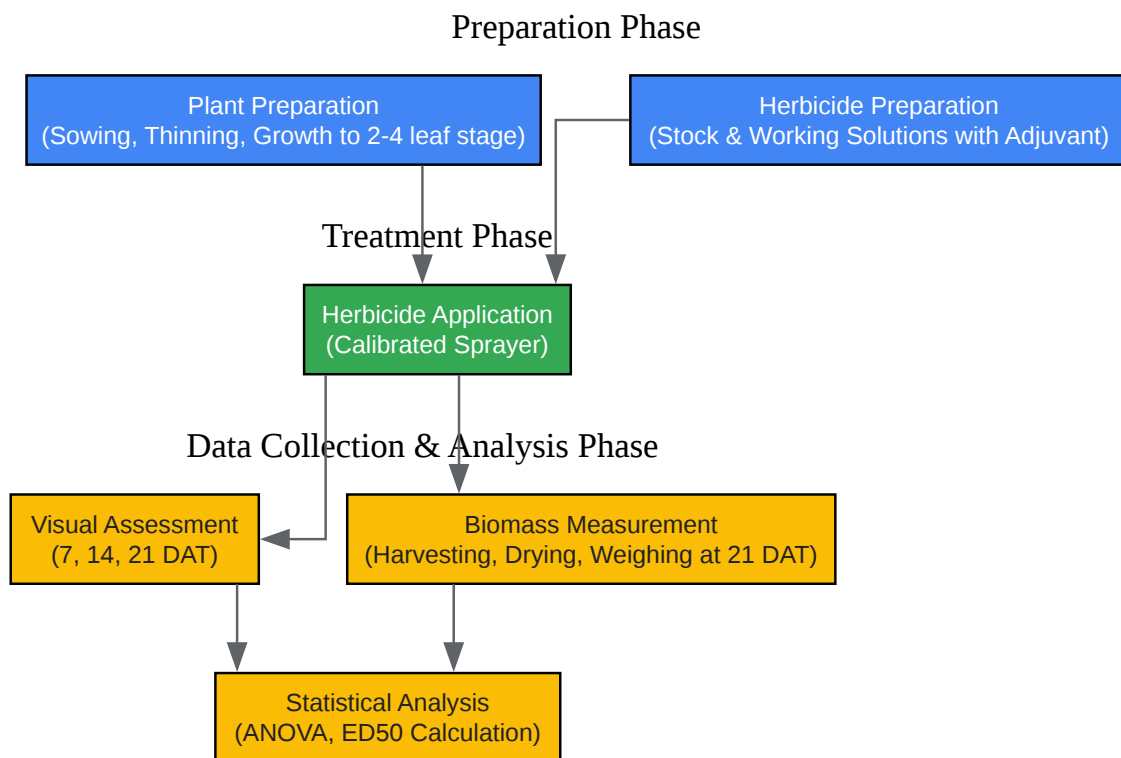 Preparation Phase
Plant Preparation
(Sowing, Thinning, Growth to 2-4 leaf stage)
Herbicide Preparation
(Stock & Working Solutions with Adjuvant)
Treatment Phase
Herbicide Application
(Calibrated Sprayer)
Data Collection & Analysis Phase
Visual Assessment
(7, 14, 21 DAT)
Biomass Measurement
(Harvesting, Drying, Weighing at 21 DAT)
Statistical Analysis
(ANOVA, ED50 Calculation)